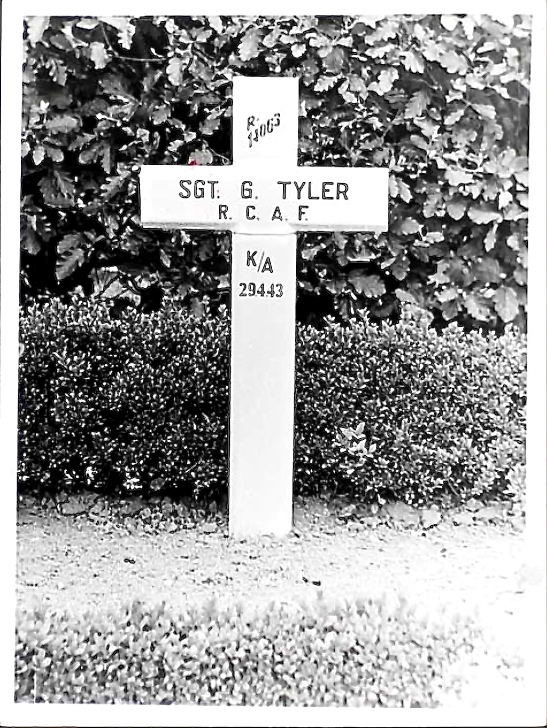 R.
11063
SGT. G. TYLER
R. C. A. F.
K/A
29443